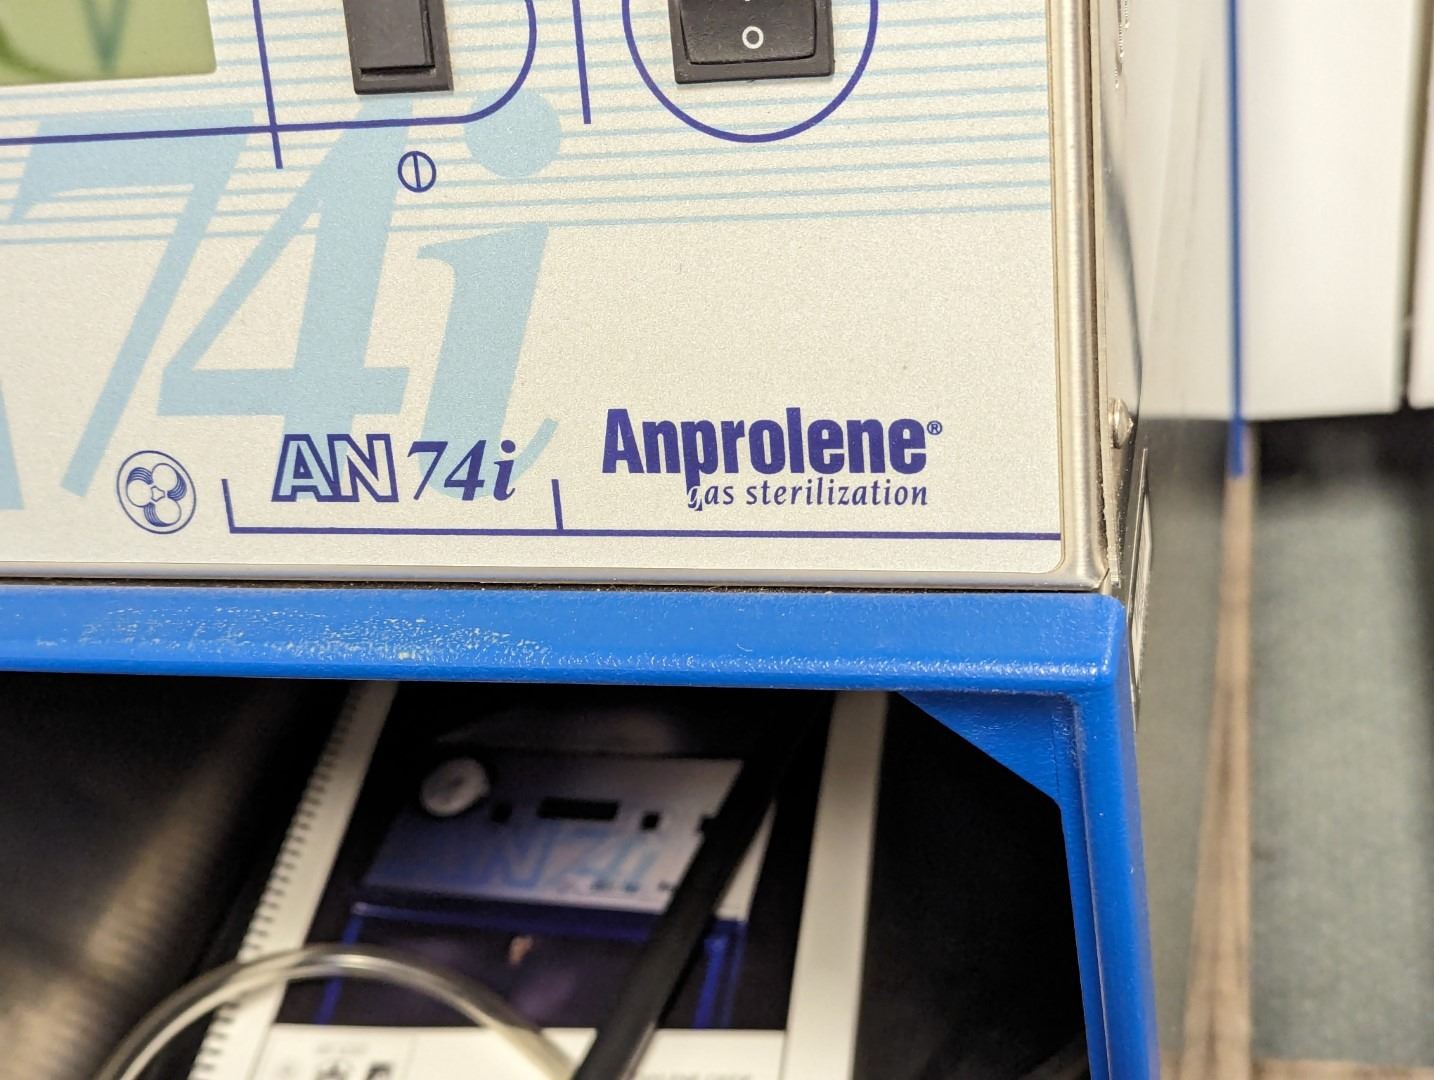 74i
AN 74i
Anprolene®
gas sterilization
AN74i